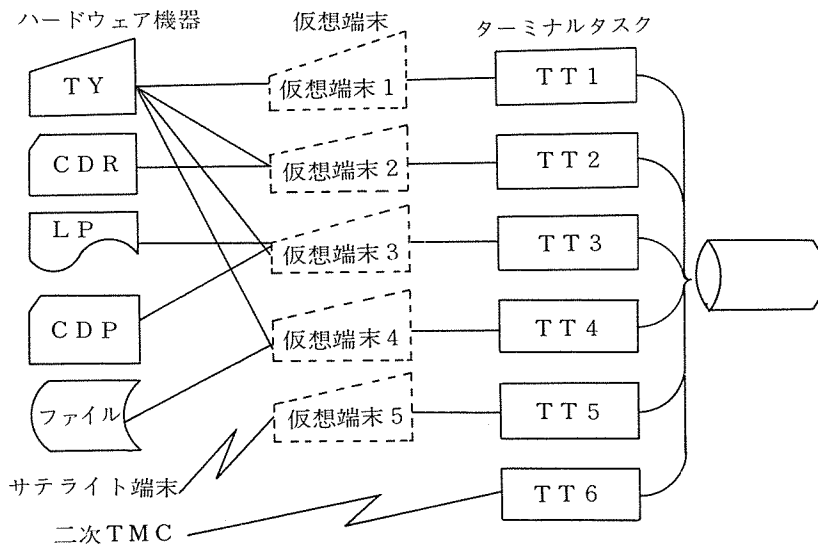 ハードウェア機器
仮想端末
ターミナルタスク
TY
仮想端末1
TT1
CDR
仮想端末2
TT2
LP
仮想端末3
TT3
CDP
仮想端末4
TT4
ファイル
仮想端末5
TT5
サテライト端末
TT6
二次TMC